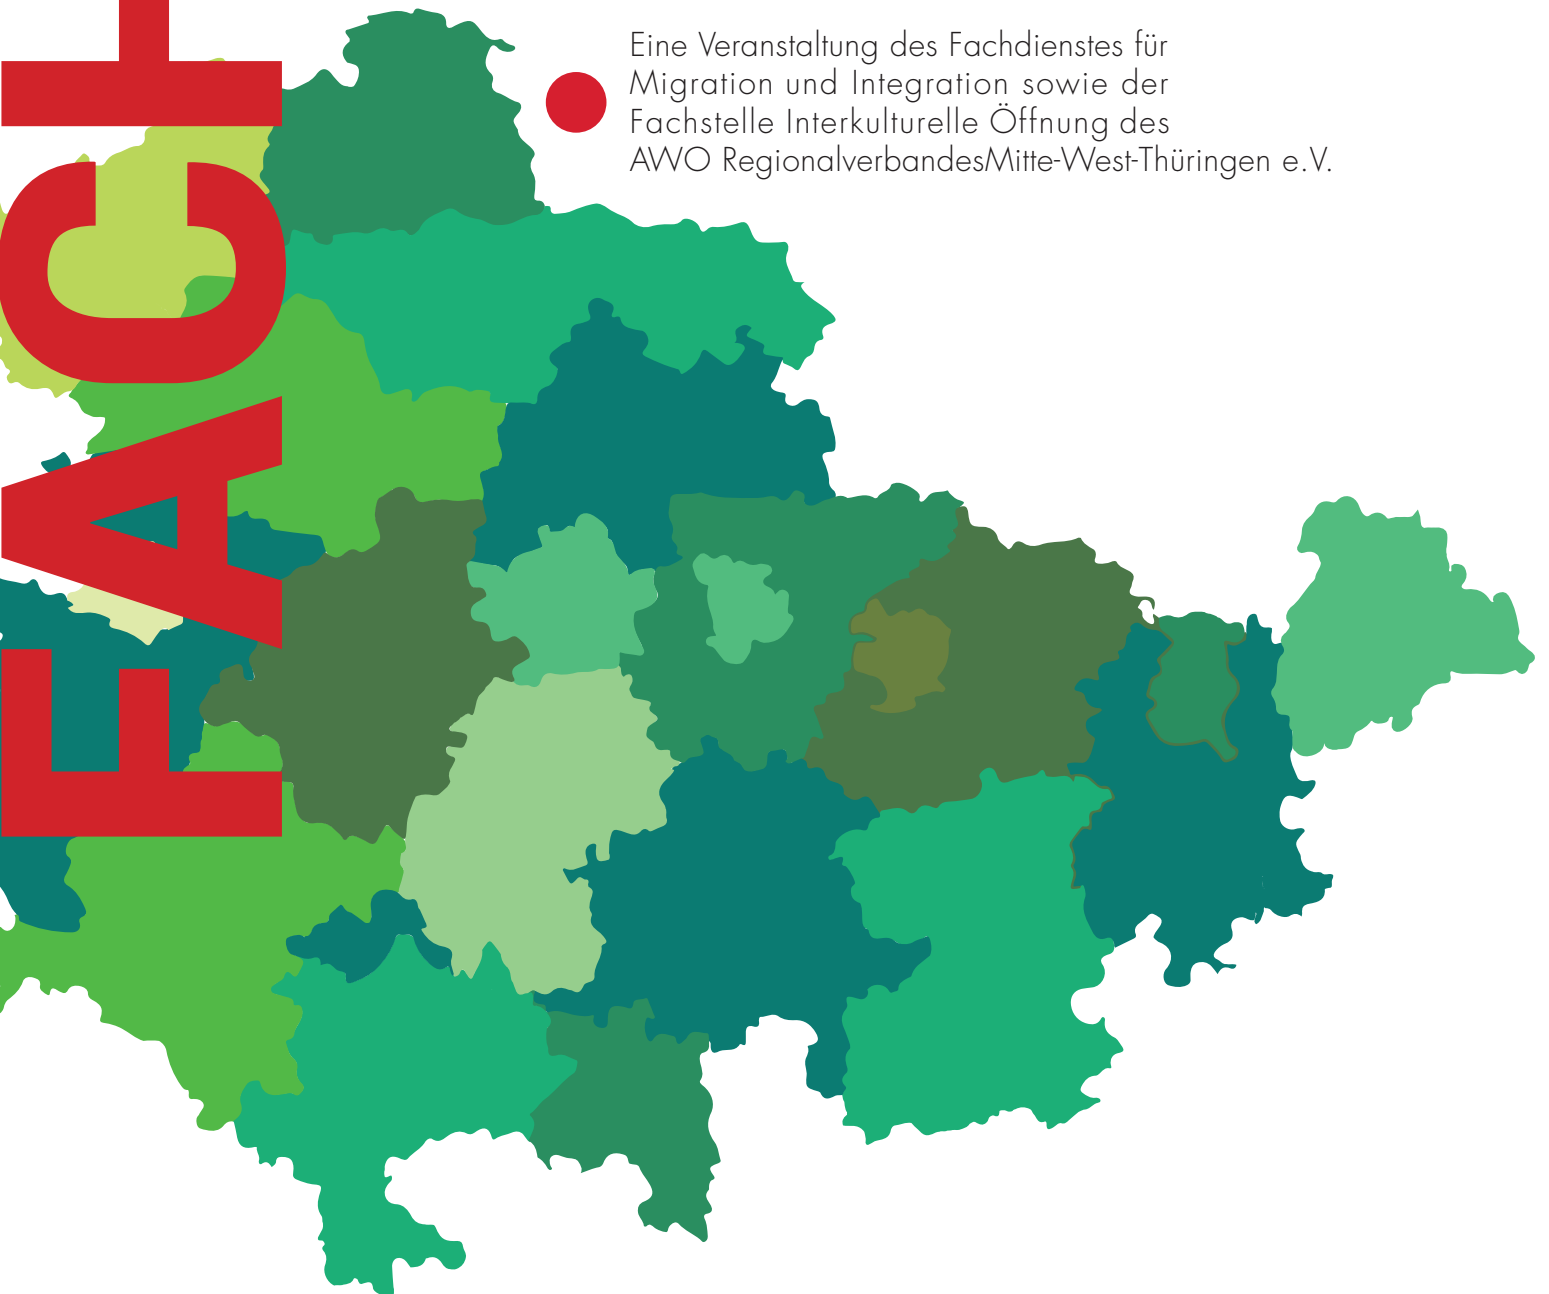 FACH
Eine Veranstaltung des Fachdienstes für
Migration und Integration sowie der
Fachstelle Interkulturelle Öffnung des
AWO RegionalverbandesMitte-West-Thüringen e.V.